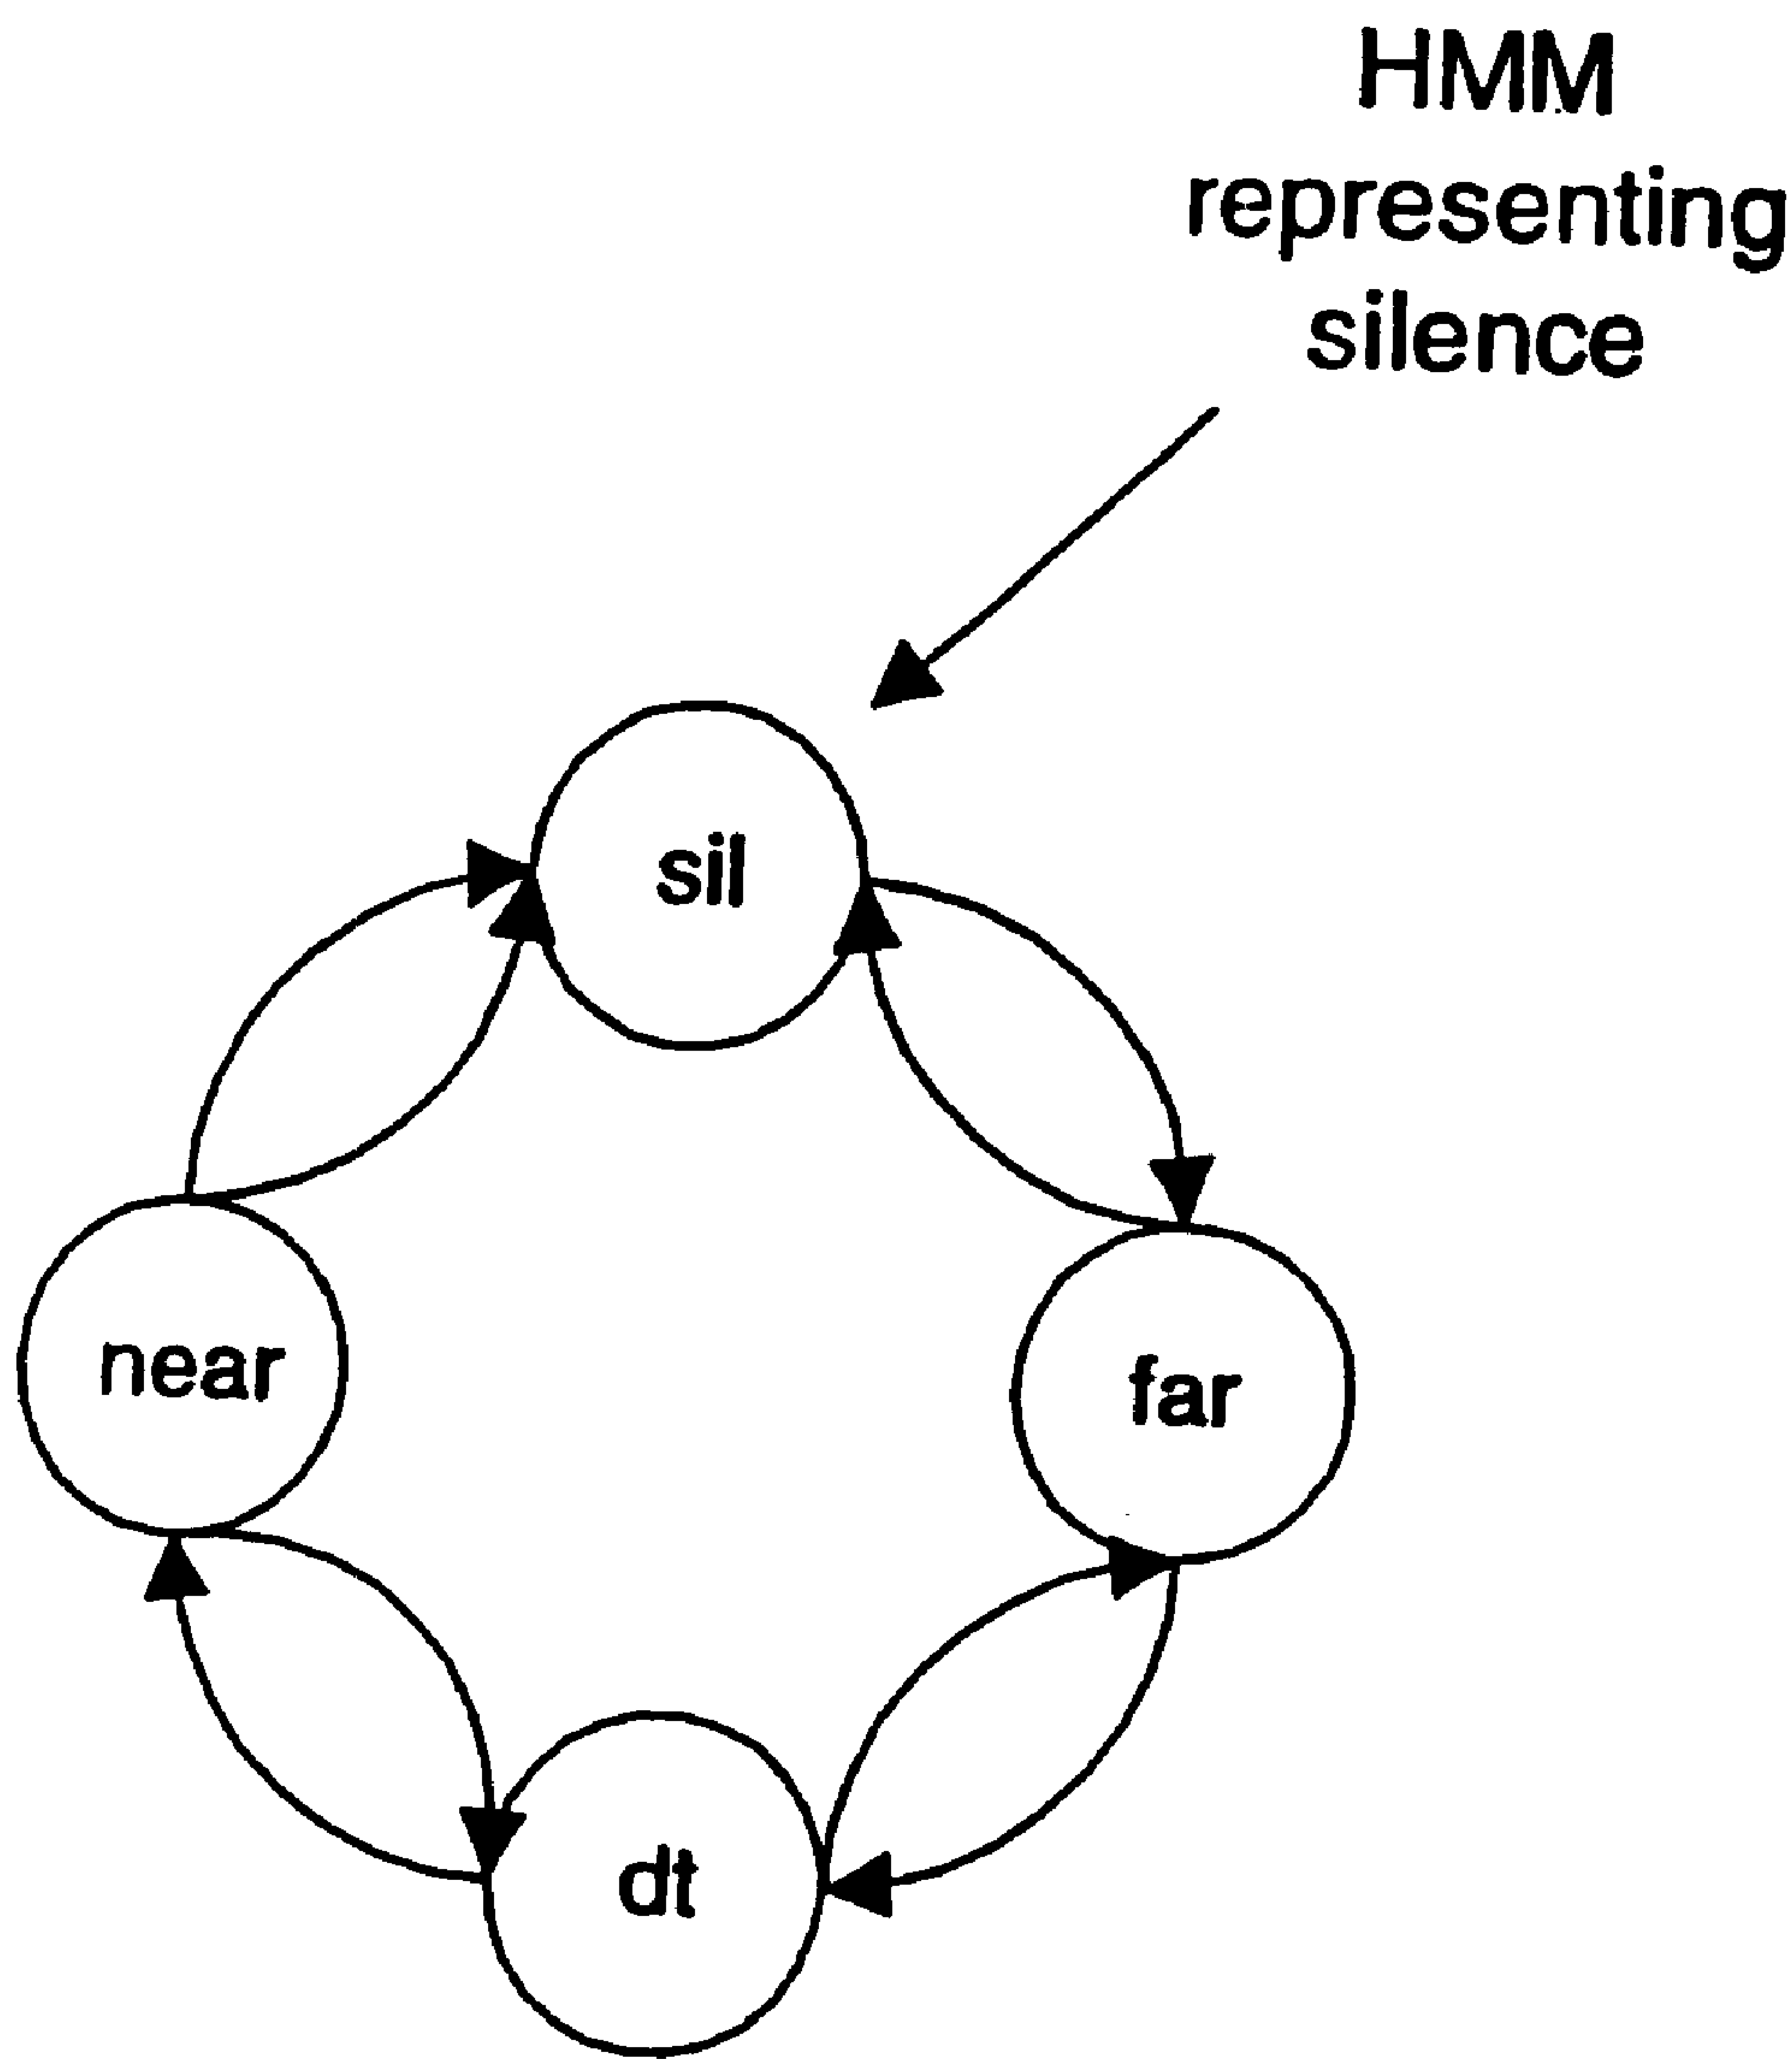 HMM
representing
silence
sil
near
far
dt